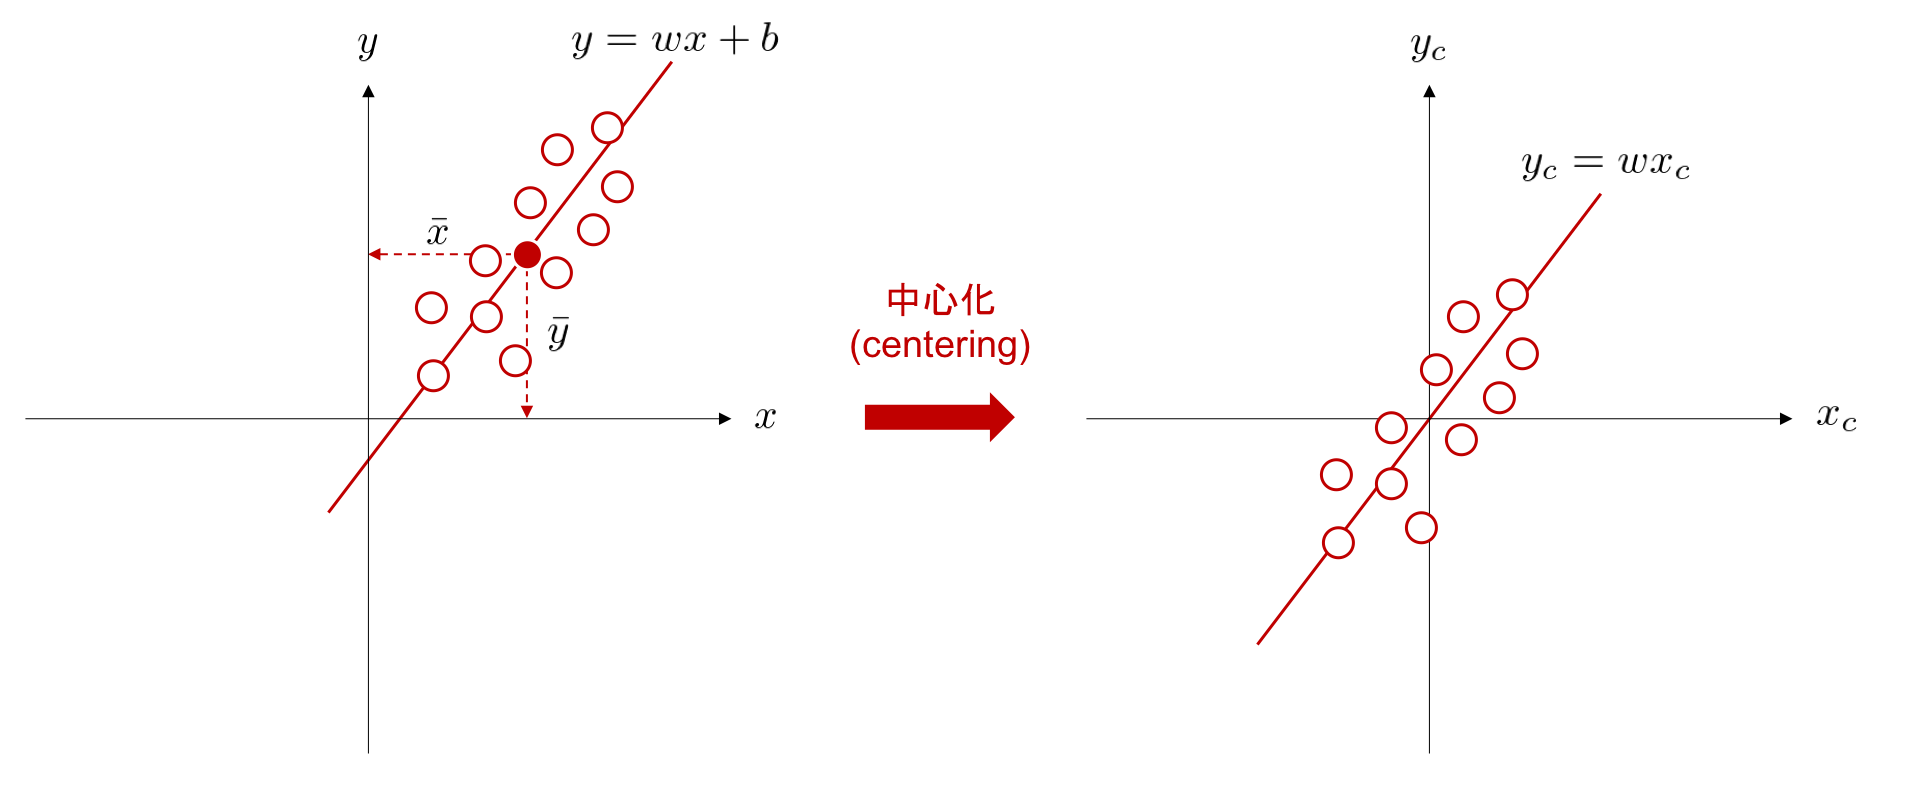 y
y = wx + b
x̄
ȳ
x
中心化
(centering)
y_c
y_c = wx_c
x_c